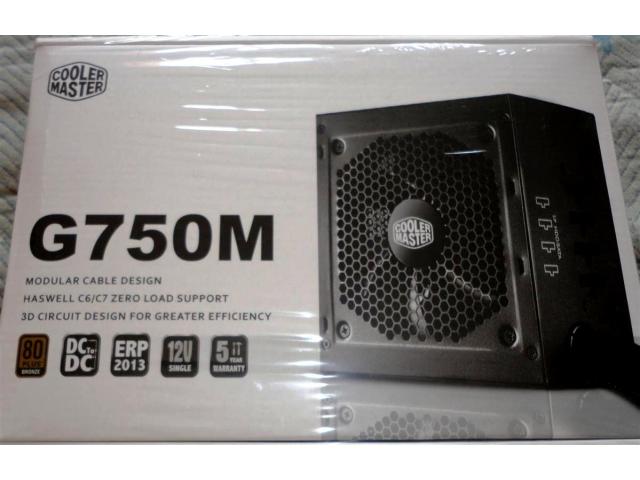 COOLER
MASTER
G750M
MODULAR CABLE DESIGN
HASWELL C6/C7 ZERO LOAD SUPPORT
3D CIRCUIT DESIGN FOR GREATER EFFICIENCY
80
PLUS
BRONZE
DC To
DC
ERP
2013
12V
SINGLE
5
YEAR
WARRANTY
COOLER
MASTER